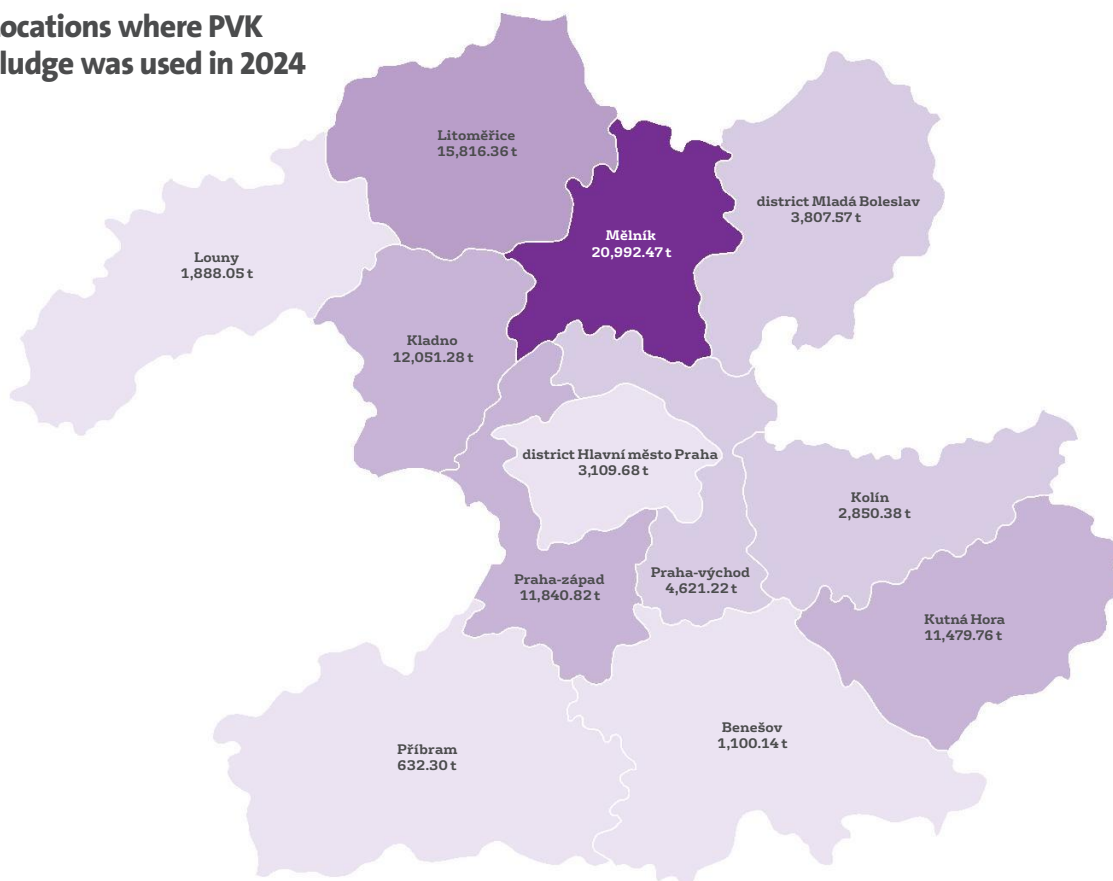 ocations where PVK
ludge was used in 2024
Litoměřice
15,816.36 t
district Mladá Boleslav
3,807.57 t
Mělník
20,992.47 t
Louny
1,888.05 t
Kladno
12,051.28 t
district Hlavní město Praha
3,109.68 t
Kolín
2,850.38 t
Praha-západ
11,840.82 t
Praha-východ
4,621.22 t
Kutná Hora
11,479.76 t
Benešov
1,100.14 t
Příbram
632.30 t